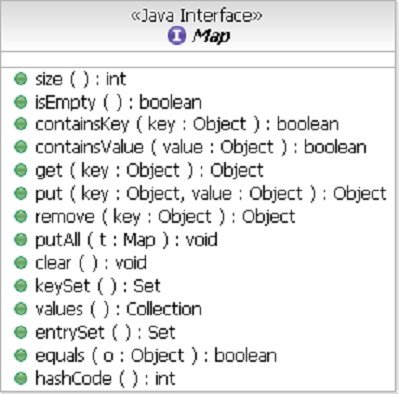 «Java Interface»
I Map
size ( ) : int
isEmpty ( ) : boolean
containsKey ( key : Object ) : boolean
containsValue ( value : Object ) : boolean
get ( key : Object ) : Object
put ( key : Object, value : Object ) : Object
remove ( key : Object ) : Object
putAll ( t : Map ) : void
clear ( ) : void
keySet ( ) : Set
values ( ) : Collection
entrySet ( ) : Set
equals ( o : Object ) : boolean
hashCode ( ) : int